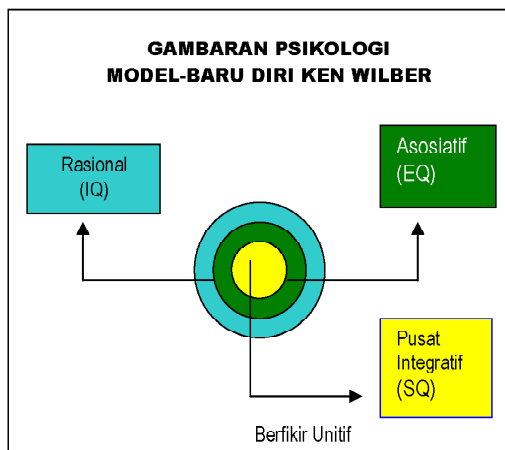 GAMBARAN PSIKOLOGI
MODEL-BARU DIRI KEN WILBER
Rasional
(IQ)
Asosiatif
(EQ)
Pusat
Integratif
(SQ)
Berfikir Unitif